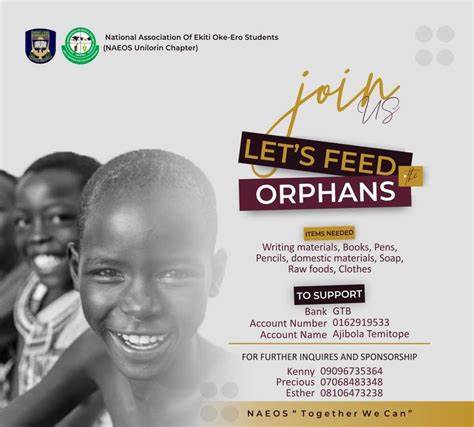 National Association Of Ekiti Oke-Ero Students
(NAEOS Unilorin Chapter)
join
us
LET'S FEED
the
ORPHANS
ITEMS NEEDED
Writing materials, Books, Pens,
Pencils, domestic materials, Soap,
Raw foods, Clothes
TO SUPPORT
Bank GTB
Account Number 0162919533
Account Name Ajibola Temitope
FOR FURTHER INQUIRES AND SPONSORSHIP
Kenny 09096735364
Precious 07068483348
Esther 08106473238
NAEOS " Together We Can"